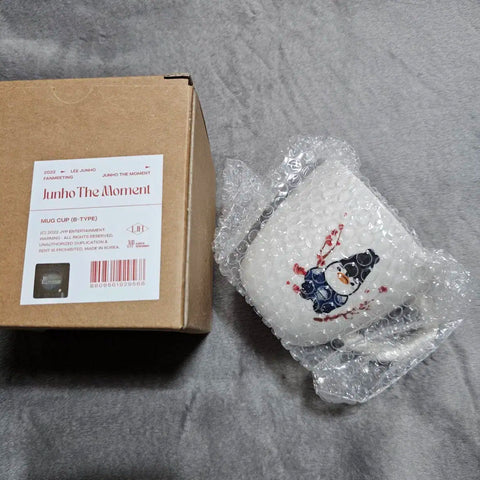 2022 LEE JUNHO
FANMEETING JUNHO THE MOMENT
Junho The Moment
MUG CUP (B-TYPE)
(C) 2022 JYP ENTERTAINMENT.
WARNING : ALL RIGHTS RESERVED.
UNAUTHORIZED DUPLICATION &
RENT IS PROHIBITED, MADE IN KOREA.